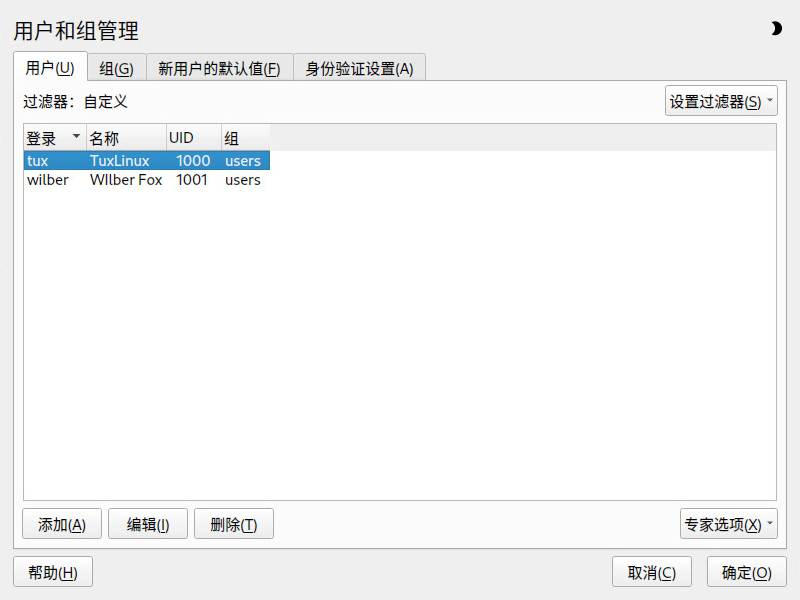 用户和组管理
用户(U) 组(G) 新用户的默认值(F) 身份验证设置(A)
过滤器：自定义 设置过滤器(S)
登录 名称 UID 组
tux TuxLinux 1000 users
wilber WIlber Fox 1001 users
添加(A) 编辑(I) 删除(T) 专家选项(X)
帮助(H) 取消(C) 确定(O)